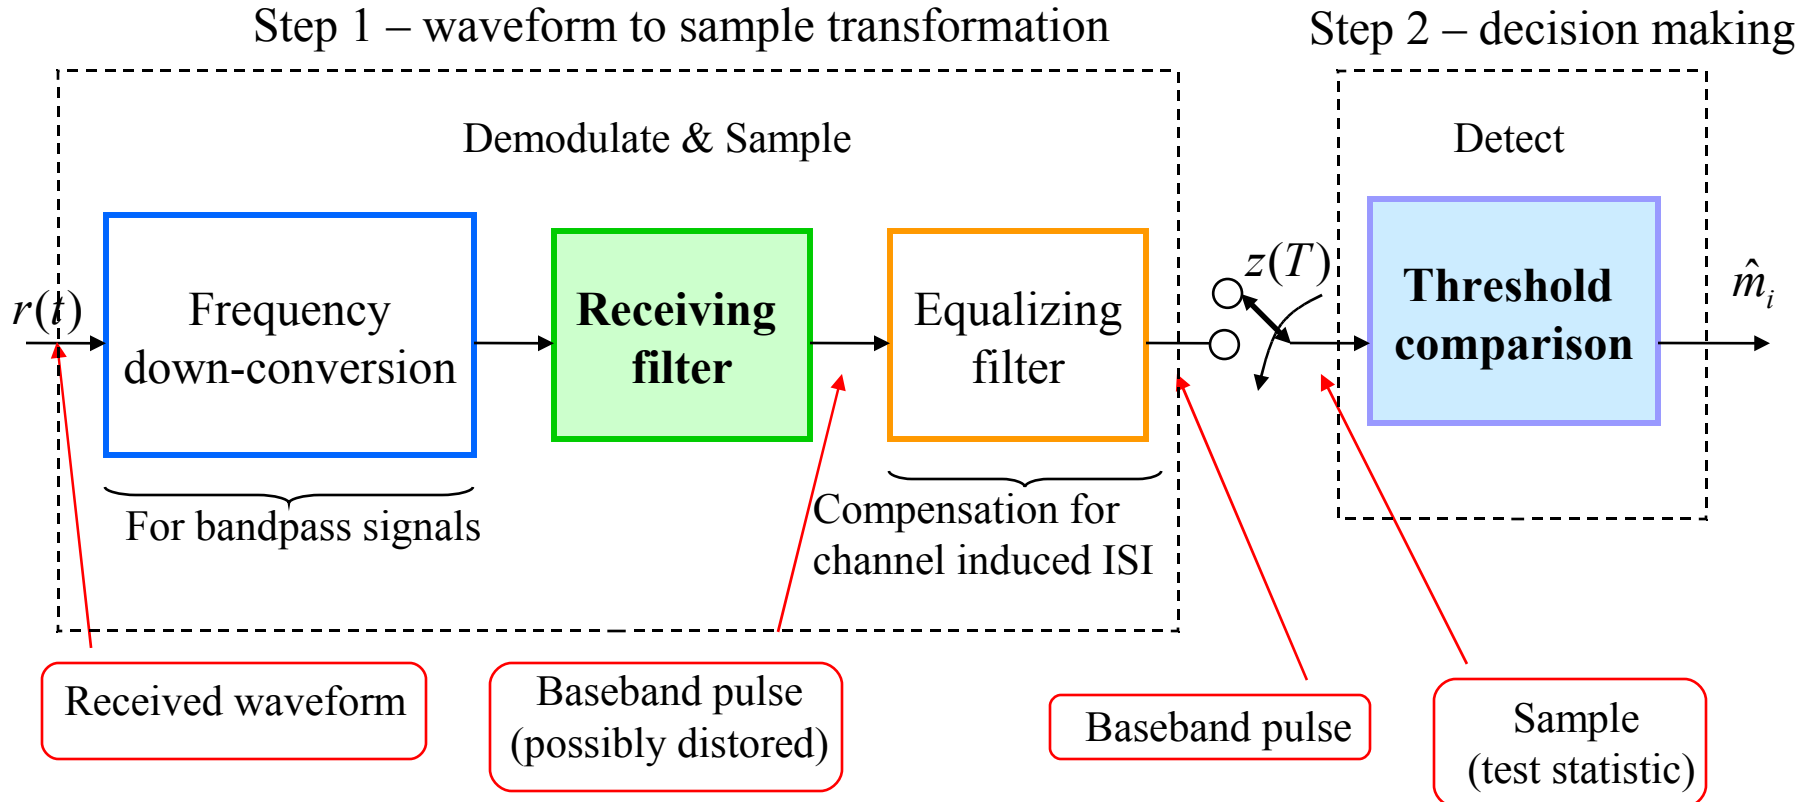 Step 1 – waveform to sample transformation
Step 2 – decision making
Demodulate & Sample
Detect
r(t)
Frequency
down-conversion
Receiving
filter
Equalizing
filter
z(T)
Threshold
comparison
m̂ᵢ
For bandpass signals
Compensation for
channel induced ISI
Received waveform
Baseband pulse
(possibly distored)
Baseband pulse
Sample
(test statistic)